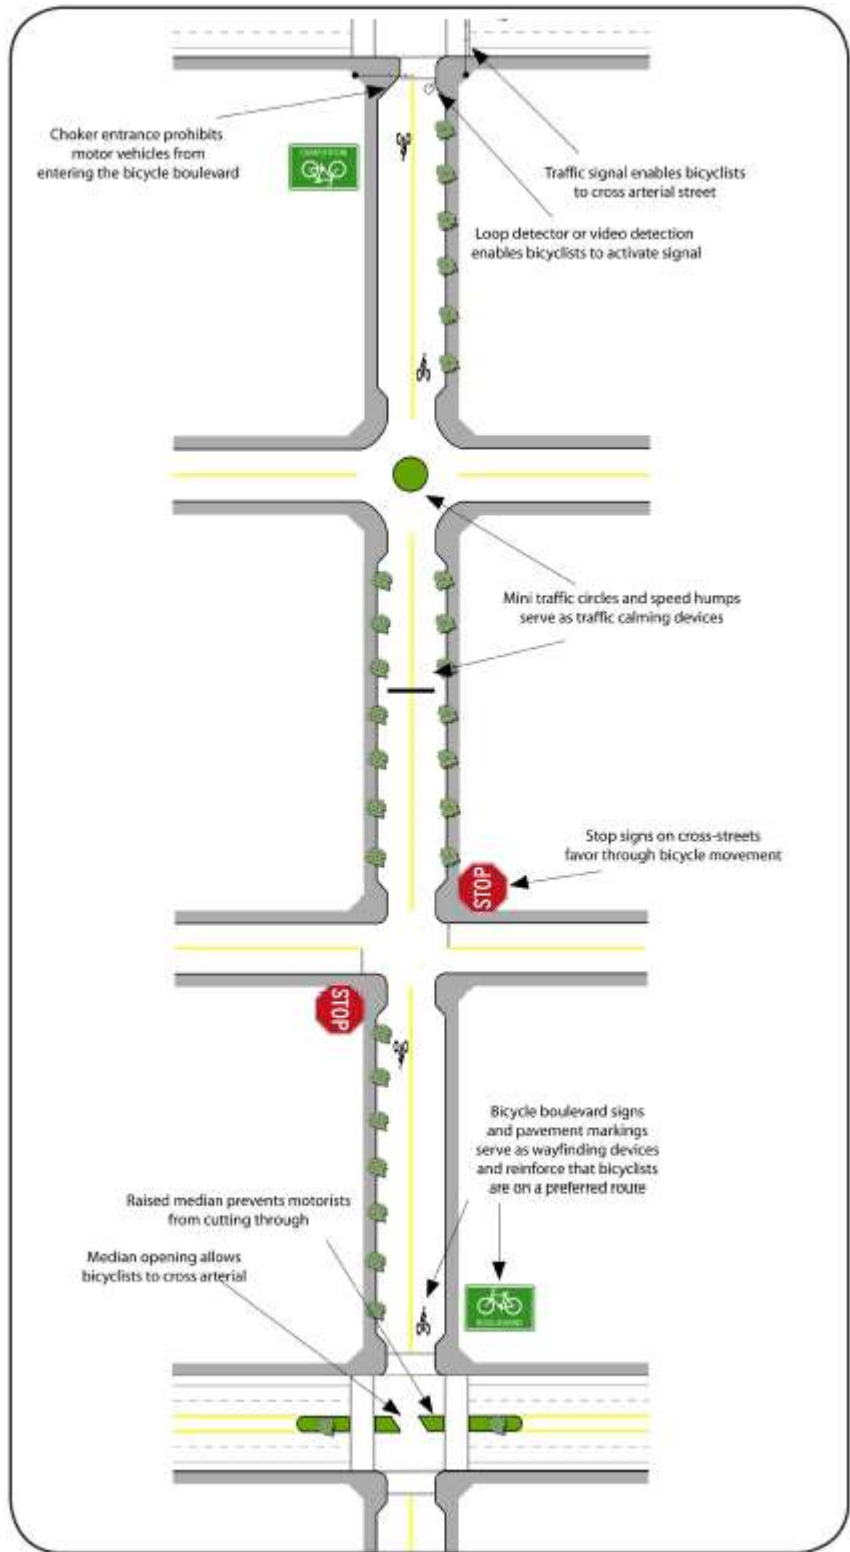 Choker entrance prohibits
motor vehicles from
entering the bicycle boulevard
Traffic signal enables bicyclists
to cross arterial street
Loop detector or video detection
enables bicyclists to activate signal
Mini traffic circles and speed humps
serve as traffic calming devices
Stop signs on cross-streets
favor through bicycle movement
STOP
STOP
Bicycle boulevard signs
and pavement markings
serve as wayfinding devices
and reinforce that bicyclists
are on a preferred route
Raised median prevents motorists
from cutting through
Median opening allows
bicyclists to cross arterial
BOULEVARD